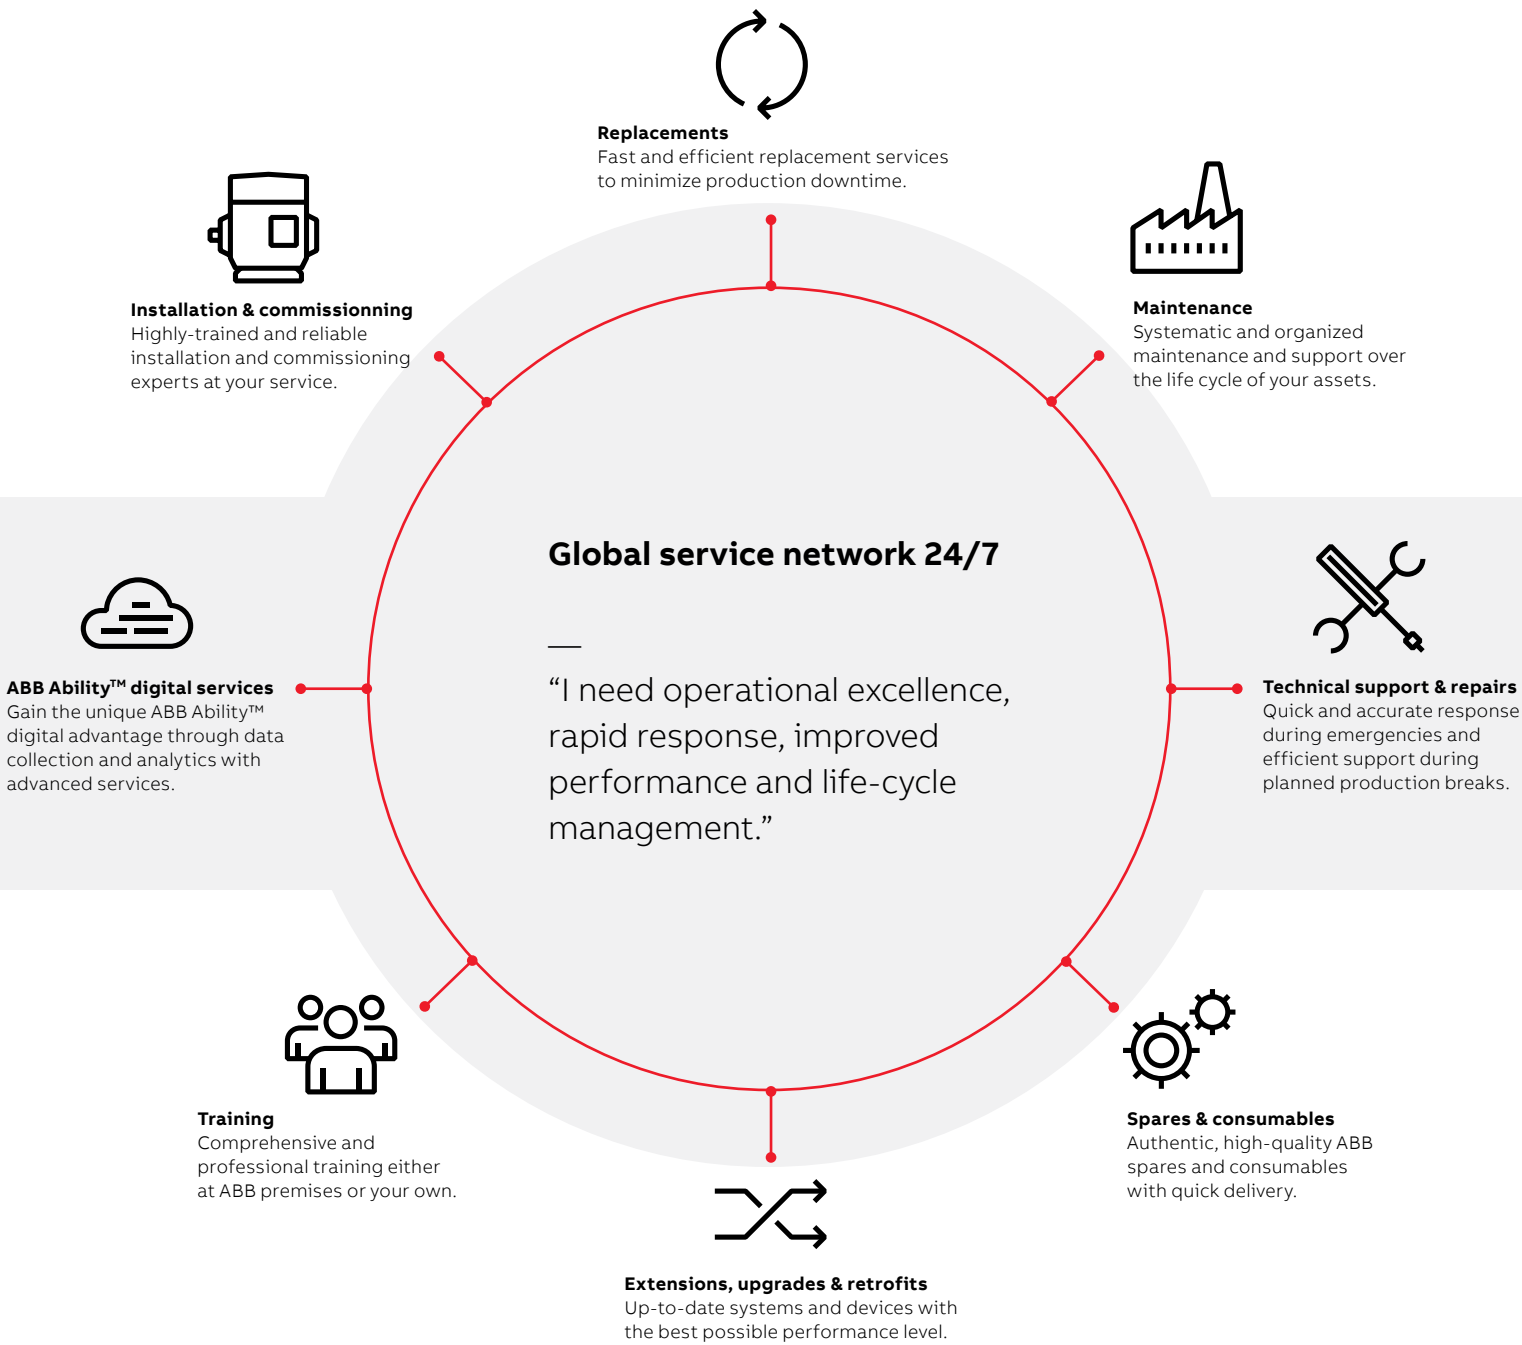 Replacements
Fast and efficient replacement services
to minimize production downtime.
Installation & commissionning
Highly-trained and reliable
installation and commissioning
experts at your service.
Maintenance
Systematic and organized
maintenance and support over
the life cycle of your assets.
Global service network 24/7
“I need operational excellence,
rapid response, improved
performance and life-cycle
management.”
ABB Ability™ digital services
Gain the unique ABB Ability™
digital advantage through data
collection and analytics with
advanced services.
Technical support & repairs
Quick and accurate response
during emergencies and
efficient support during
planned production breaks.
Training
Comprehensive and
professional training either
at ABB premises or your own.
Spares & consumables
Authentic, high-quality ABB
spares and consumables
with quick delivery.
Extensions, upgrades & retrofits
Up-to-date systems and devices with
the best possible performance level.